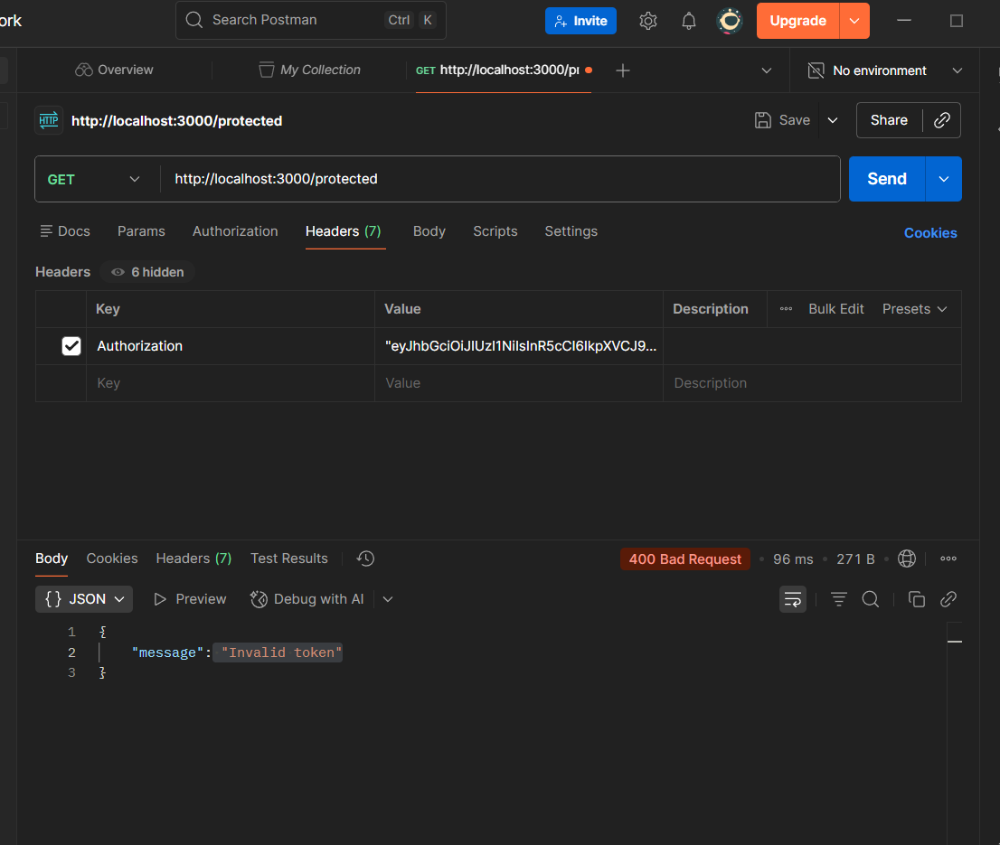 ork
Search Postman Ctrl K
Invite
Upgrade
Overview
My Collection
GET http://localhost:3000/pr
No environment
HTTP http://localhost:3000/protected
Save
Share
GET http://localhost:3000/protected
Send
Docs Params Authorization Headers (7) Body Scripts Settings
Cookies
Headers 6 hidden
Key Value Description Bulk Edit Presets
Authorization "eyJhbGciOiJIUzI1NiIsInR5cCI6IkpXVCJ9...
Key Value Description
Body Cookies Headers (7) Test Results
400 Bad Request • 96 ms • 271 B
{} JSON Preview Debug with AI
1 {
2 "message": "Invalid token"
3 }